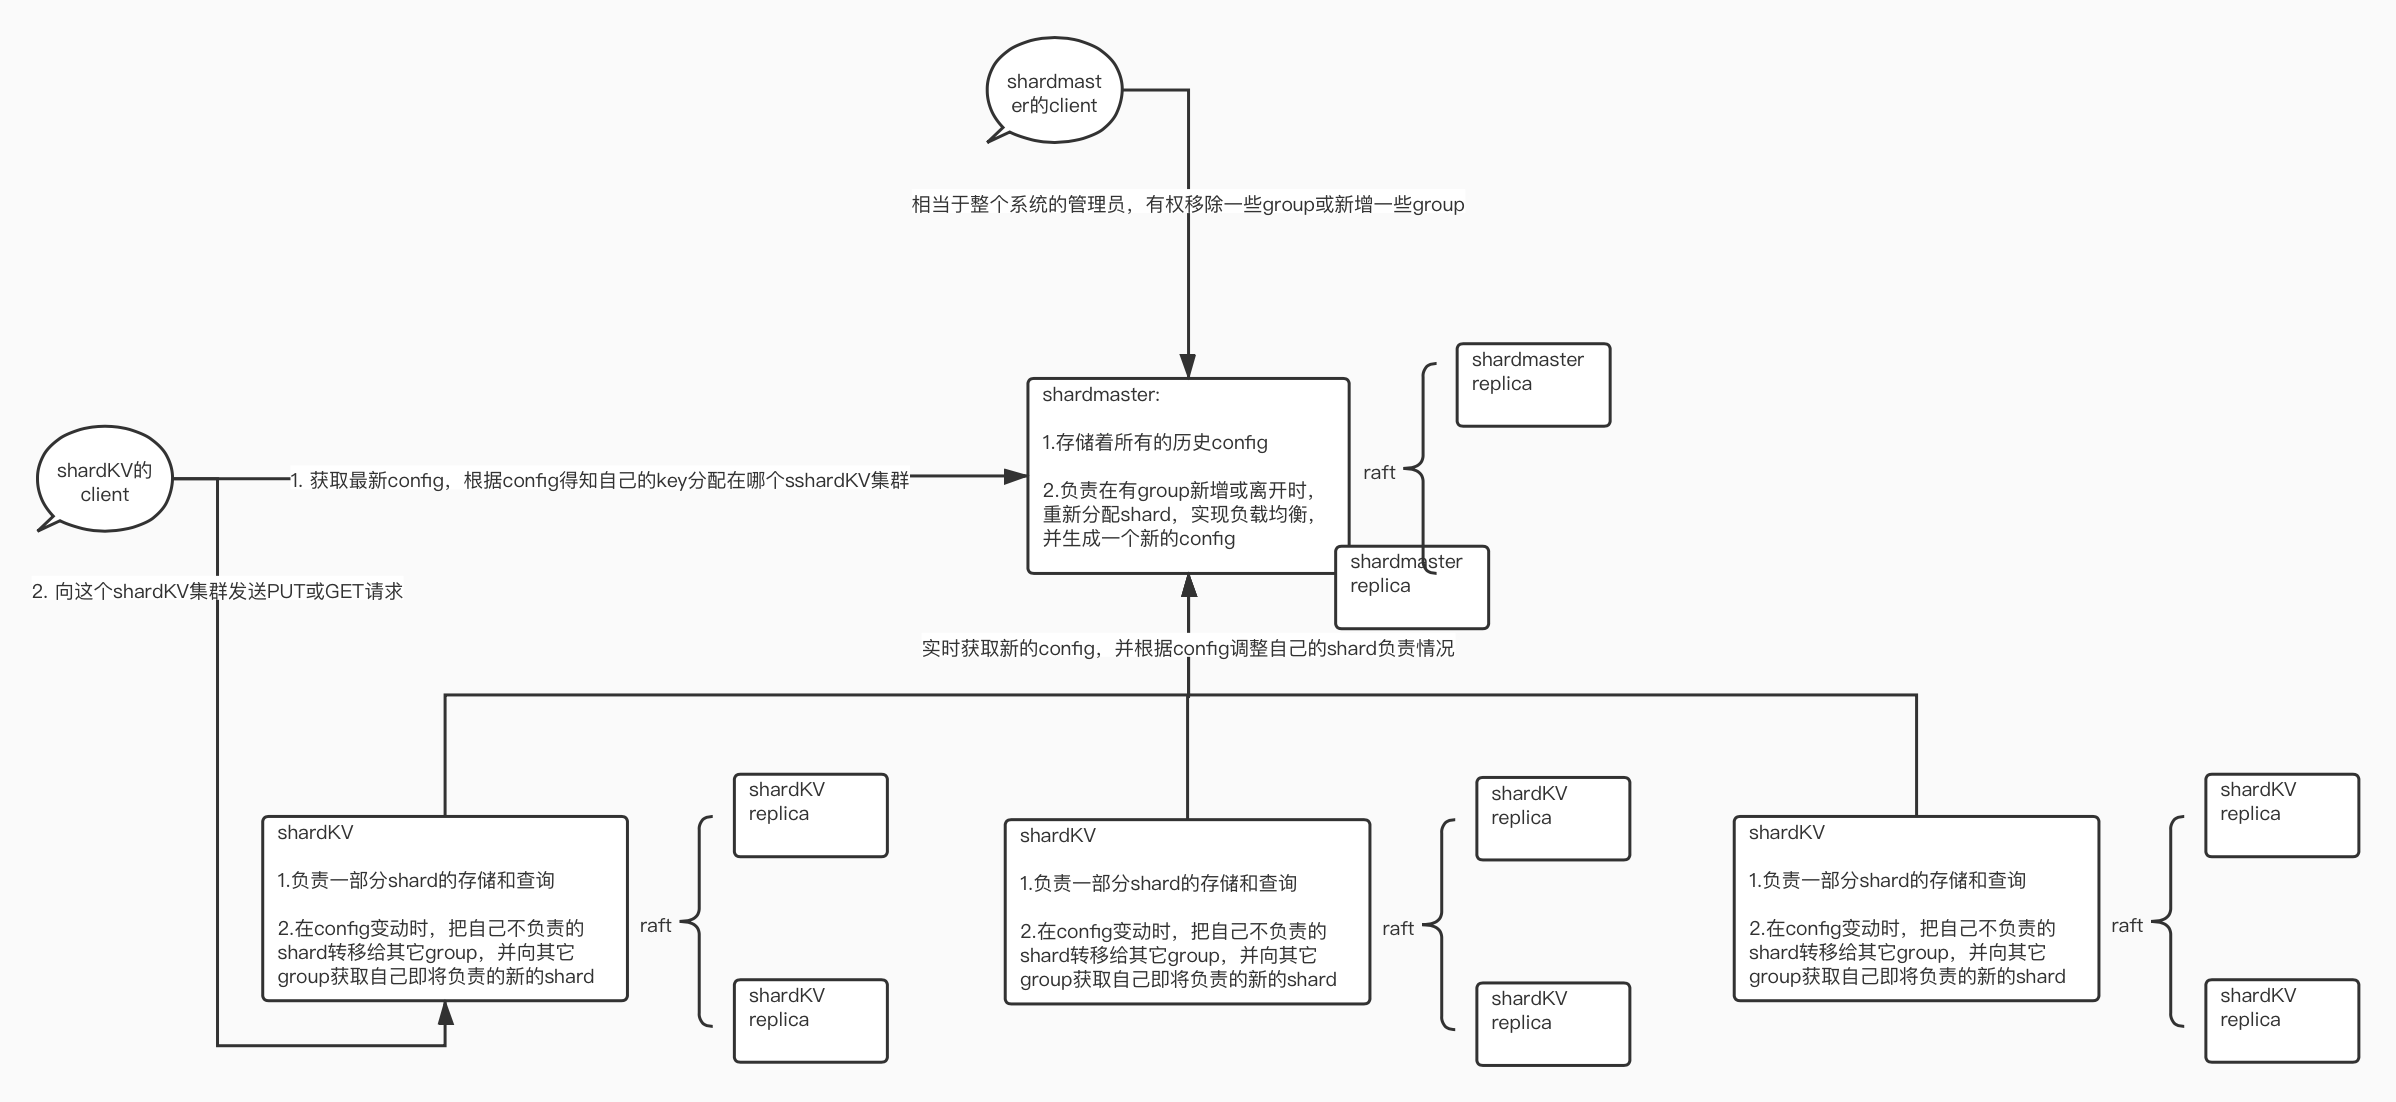 shardmast
er的client
相当于整个系统的管理员，有权移除一些group或新增一些group
shardmaster:
1.存储着所有的历史config
2.负责在有group新增或离开时，
重新分配shard，实现负载均衡，
并生成一个新的config
raft
shardmaster
replica
shardmaster
replica
shardKV的
client
1. 获取最新config，根据config得知自己的key分配在哪个sshardKV集群
2. 向这个shardKV集群发送PUT或GET请求
实时获取新的config，并根据config调整自己的shard负责情况
shardKV
1.负责一部分shard的存储和查询
2.在config变动时，把自己不负责的
shard转移给其它group，并向其它
group获取自己即将负责的新的shard
raft
shardKV
replica
shardKV
replica
shardKV
1.负责一部分shard的存储和查询
2.在config变动时，把自己不负责的
shard转移给其它group，并向其它
group获取自己即将负责的新的shard
raft
shardKV
replica
shardKV
replica
shardKV
1.负责一部分shard的存储和查询
2.在config变动时，把自己不负责的
shard转移给其它group，并向其它
group获取自己即将负责的新的shard
raft
shardKV
replica
shardKV
replica